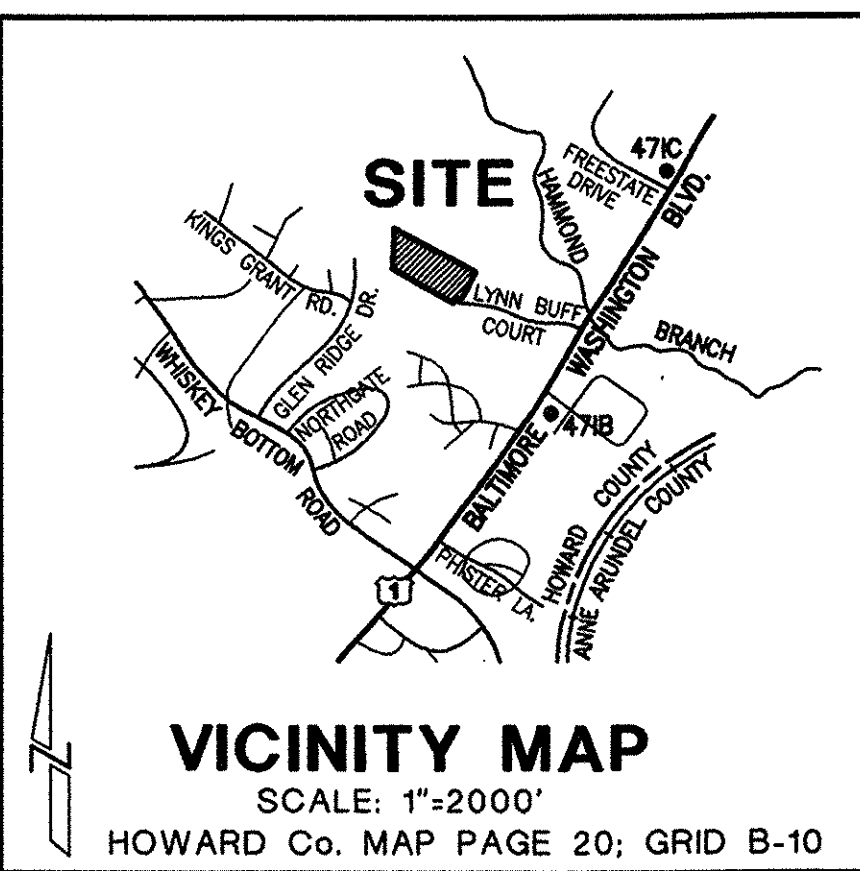 SITE
HAMMOND
FREESTATE
DRIVE
471C
BALTIMORE WASHINGTON BLVD.
KINGS GRANT RD.
GLEN RIDGE DR.
LYNN BUFF
COURT
BRANCH
WHISKEY BOTTOM ROAD
NORTHGATE
ROAD
471B
HOWARD COUNTY
ANNE ARUNDEL COUNTY
PHISTER LA.
1
N
VICINITY MAP
SCALE: 1"=2000'
HOWARD Co. MAP PAGE 20; GRID B-10